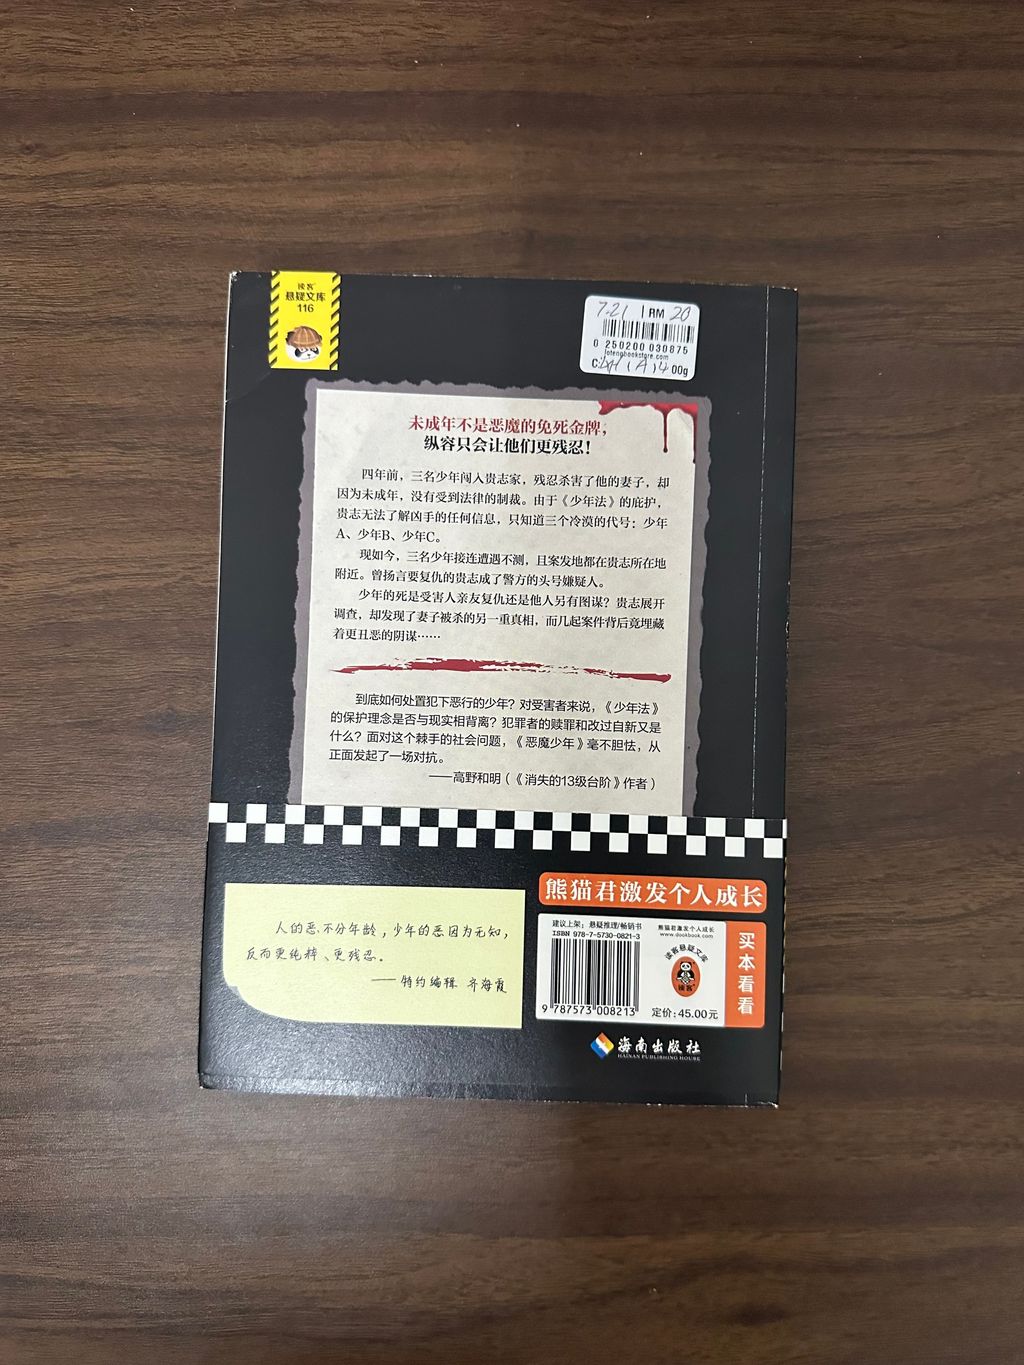 读客
悬疑文库
116
7.21 RM 20
0 250200 030875
lotengbookstore.com
00g
未成年不是恶魔的免死金牌，
纵容只会让他们更残忍！
四年前，三名少年闯入贵志家，残忍杀害了他的妻子，却
因为未成年，没有受到法律的制裁。由于《少年法》的庇护，
贵志无法了解凶手的任何信息，只知道三个冷漠的代号：少年
A、少年B、少年C。
现如今，三名少年接连遭遇不测，且案发地都在贵志所在地
附近。曾扬言要复仇的贵志成了警方的头号嫌疑人。
少年的死是受害人亲友复仇还是他人另有图谋？贵志展开
调查，却发现了妻子被杀的另一重真相，而几起案件背后竟埋藏
着更丑恶的阴谋……
到底如何处置犯下恶行的少年？对受害者来说，《少年法》
的保护理念是否与现实相背离？犯罪者的赎罪和改过自新又是
什么？面对这个棘手的社会问题，《恶魔少年》毫不胆怯，从
正面发起了一场对抗。
——高野和明（《消失的13级台阶》作者）
人的恶不分年龄，少年的恶因为无知，
反而更纯粹、更残忍。
——特约编辑 齐海霞
熊猫君激发个人成长
建议上架：悬疑推理/畅销书
ISBN 978-7-5730-0821-3
9 787573 008213
熊猫君激发个人成长
www.dookbook.com
读客悬疑文库
读客
定价：45.00元
买本看看
海南出版社
HAINAN PUBLISHING HOUSE